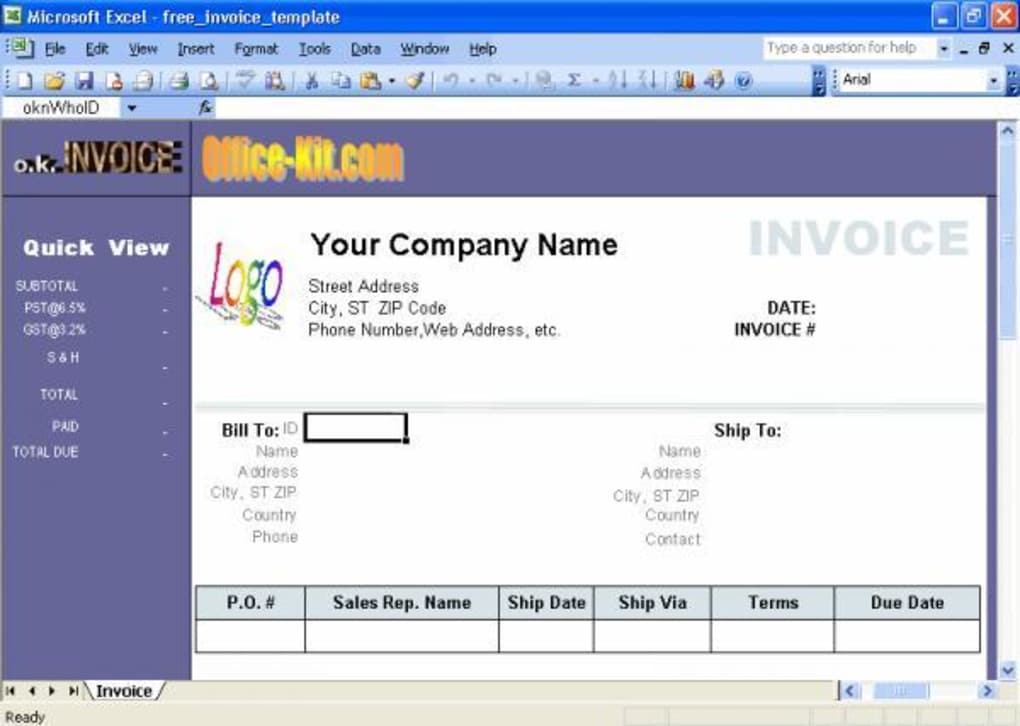 Microsoft Excel - free_invoice_template
File Edit View Insert Format Tools Data Window Help
Type a question for help
Σ Arial
oknWhoID fx
o.k. INVOICE
Office-Kit.com
Quick View
SUBTOTAL -
PST@6.5% -
GST@3.2% -
S & H -
TOTAL -
PAID -
TOTAL DUE -
Logo
Your Company Name
INVOICE
Street Address
City, ST ZIP Code
Phone Number,Web Address, etc.
DATE:
INVOICE #
Bill To: ID
Name
Address
City, ST ZIP
Country
Phone
Ship To:
Name
Address
City, ST ZIP
Country
Contact
P.O. # Sales Rep. Name Ship Date Ship Via Terms Due Date
Invoice
Ready